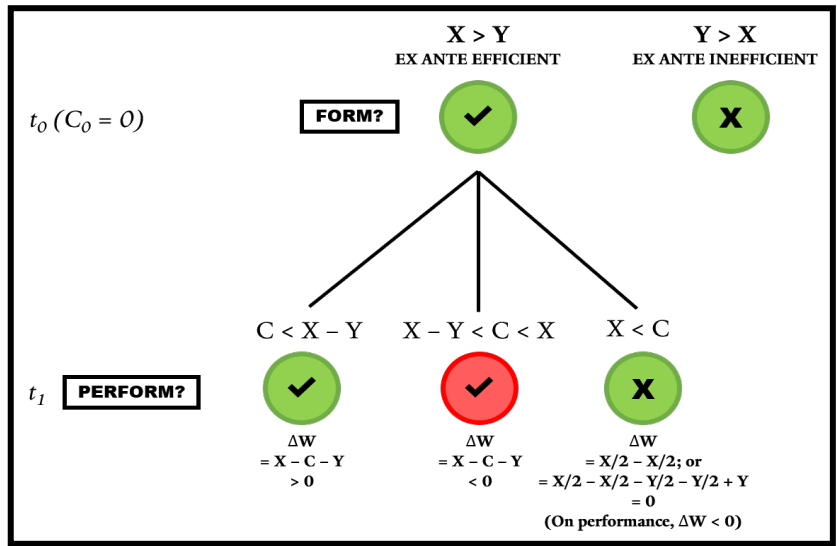 X > Y
EX ANTE EFFICIENT
Y > X
EX ANTE INEFFICIENT
t₀ (C₀ = 0)
FORM?
X
C < X – Y
X – Y < C < X
X < C
t₁
PERFORM?
X
ΔW
= X – C – Y
> 0
ΔW
= X – C – Y
< 0
ΔW
= X/2 – X/2; or
= X/2 – X/2 – Y/2 – Y/2 + Y
= 0
(On performance, ΔW < 0)